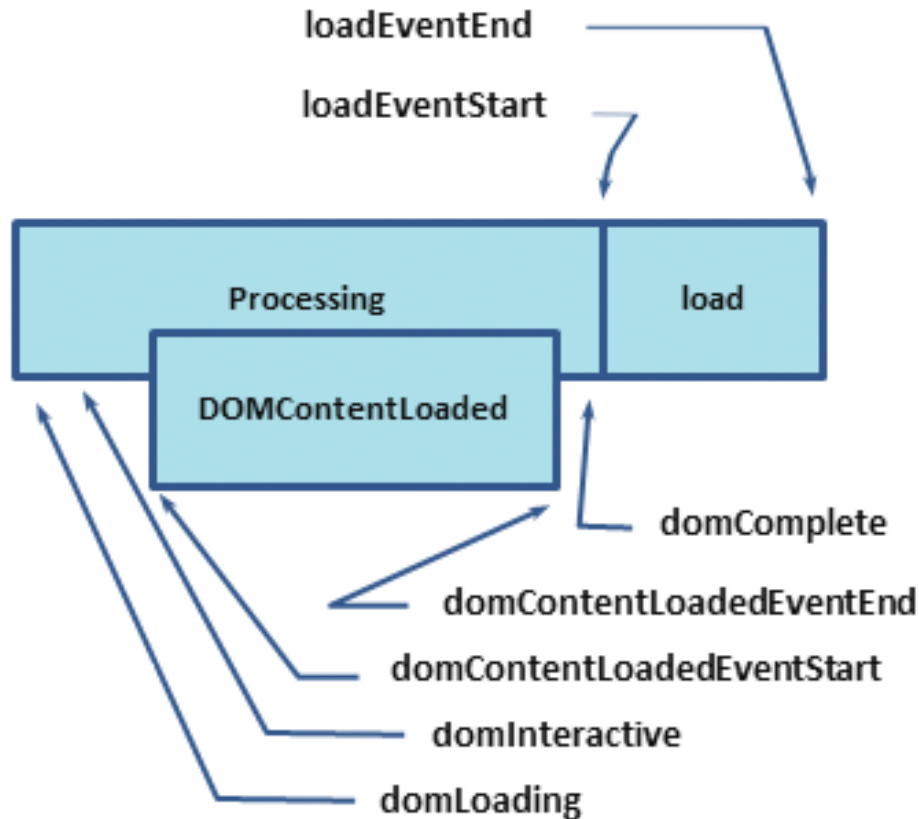 loadEventEnd
loadEventStart
Processing
load
DOMContentLoaded
domComplete
domContentLoadedEventEnd
domContentLoadedEventStart
domInteractive
domLoading